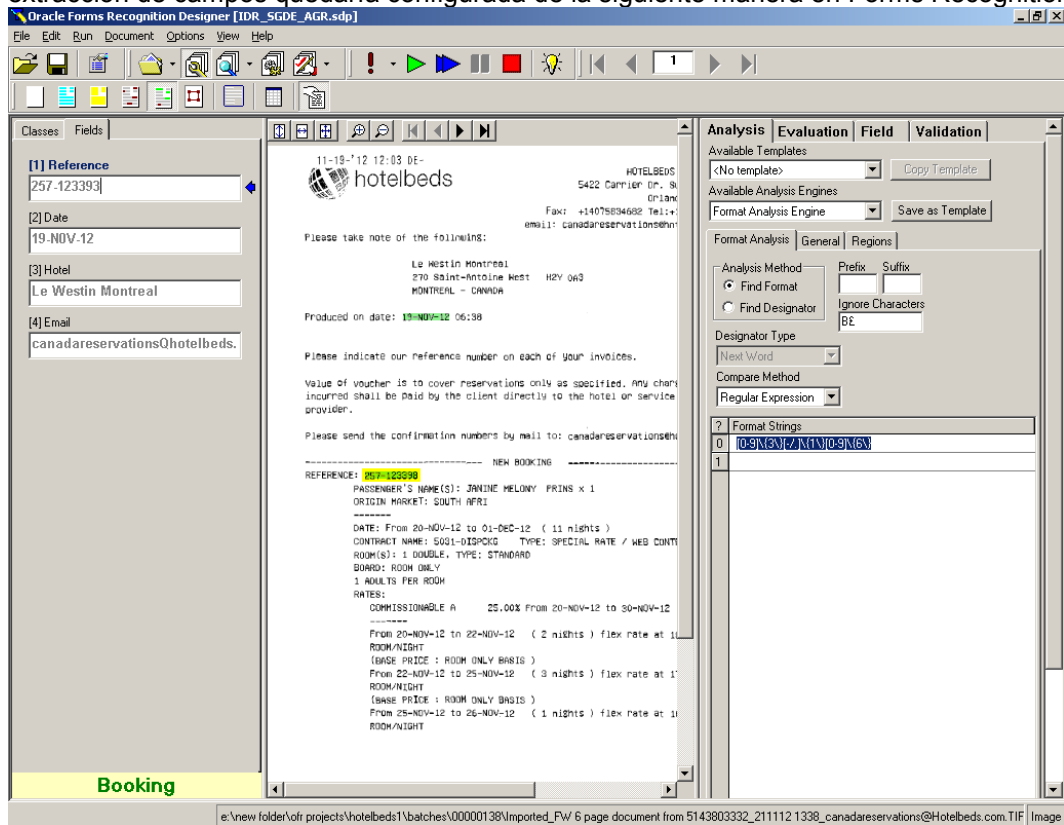 extracción de campos quedaría configurada de la siguiente manera en Forms Recognition
Oracle Forms Recognition Designer [IDR_SGDE_AGR.sdp]
File Edit Run Document Options View Help
1
Classes Fields
[1] Reference
257-123393
[2] Date
19-N0V-12
[3] Hotel
Le Westin Montreal
[4] Email
canadareservationsQhotelbeds.
Booking
11-19-'12 12:03 DE-
hotelbeds
HOTELBEDS
5422 Carrier Dr. Su
Orland
Fax: +14075834682 Tel:+
email: canadareservations@h
Please take note of the following:
Le Westin Montreal
270 Saint-Antoine West H2Y 0A3
MONTREAL - CANADA
Produced on date: 19-NOV-12 06:38
Please indicate our reference number on each of your invoices.
Value of voucher is to cover reservations only as specified. Any charg
incurred shall be paid by the client directly to the hotel or service
provider.
Please send the confirmation numbers by mail to: canadareservations@h
NEW BOOKING
REFERENCE: 257-123398
PASSENGER'S NAME(S): JANINE MELONY PRINS x 1
ORIGIN MARKET: SOUTH AFRI
-------
DATE: From 20-NOV-12 to 01-DEC-12 ( 11 nights )
CONTRACT NAME: 5031-DISPCKG TYPE: SPECIAL RATE / WEB CONT
ROOM(S): 1 DOUBLE. TYPE: STANDARD
BOARD: ROOM ONLY
1 ADULTS PER ROOM
RATES:
COMMISSIONABLE A 25.00% From 20-NOV-12 to 30-NOV-12
-------
From 20-NOV-12 to 22-NOV-12 ( 2 nights ) flex rate at 1
ROOM/NIGHT
(BASE PRICE : ROOM ONLY BASIS )
From 22-NOV-12 to 25-NOV-12 ( 3 nights ) flex rate at 1
ROOM/NIGHT
(BASE PRICE : ROOM ONLY BASIS )
From 25-NOV-12 to 26-NOV-12 ( 1 nights ) flex rate at 1
ROOM/NIGHT
Analysis Evaluation Field Validation
Available Templates
<No template> Copy Template
Available Analysis Engines
Format Analysis Engine Save as Template
Format Analysis General Regions
Analysis Method Prefix Suffix
Find Format
Find Designator Ignore Characters
B£
Designator Type
Next Word
Compare Method
Regular Expression
? Format Strings
0 [0-9]\{3\}[-/.]\{1\}[0-9]\{6\}
1
e:\new folder\ofr projects\hotelbeds1\batches\00000138\Imported_FW 6 page document from 5143803332_211112 1338_canadareservations@Hotelbeds.com.TIF Image